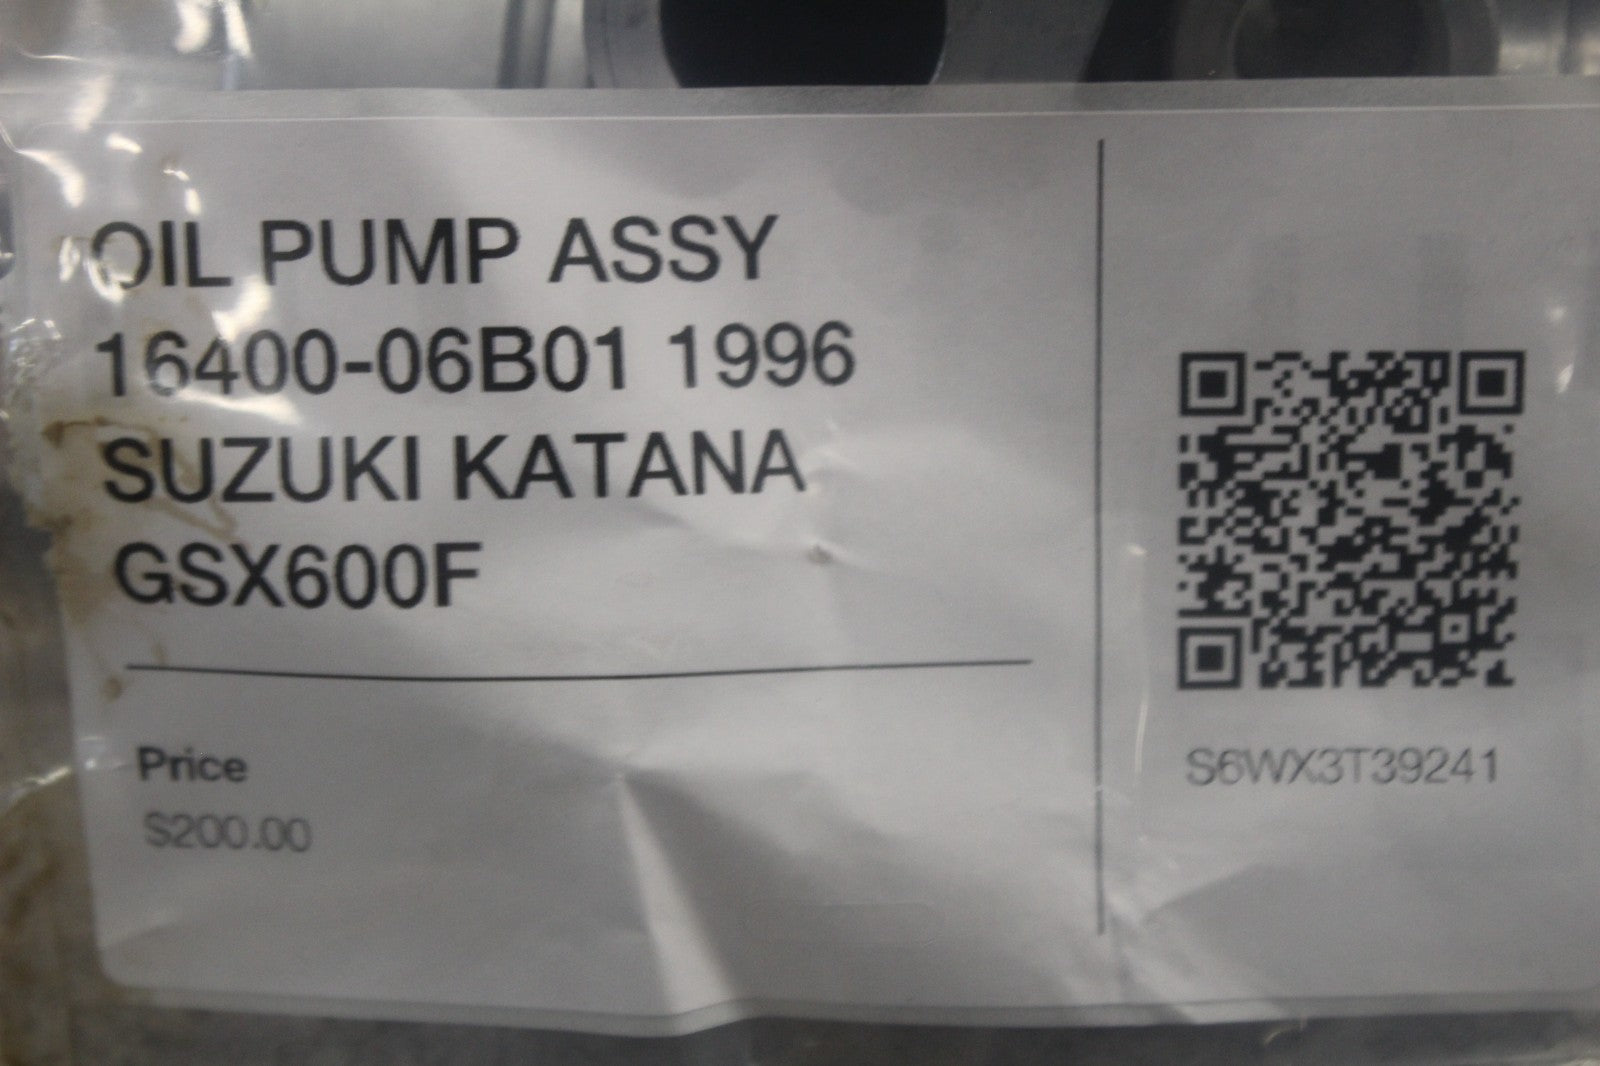 OIL PUMP ASSY
16400-06B01 1996
SUZUKI KATANA
GSX600F
Price
$200.00
S6WX3T39241